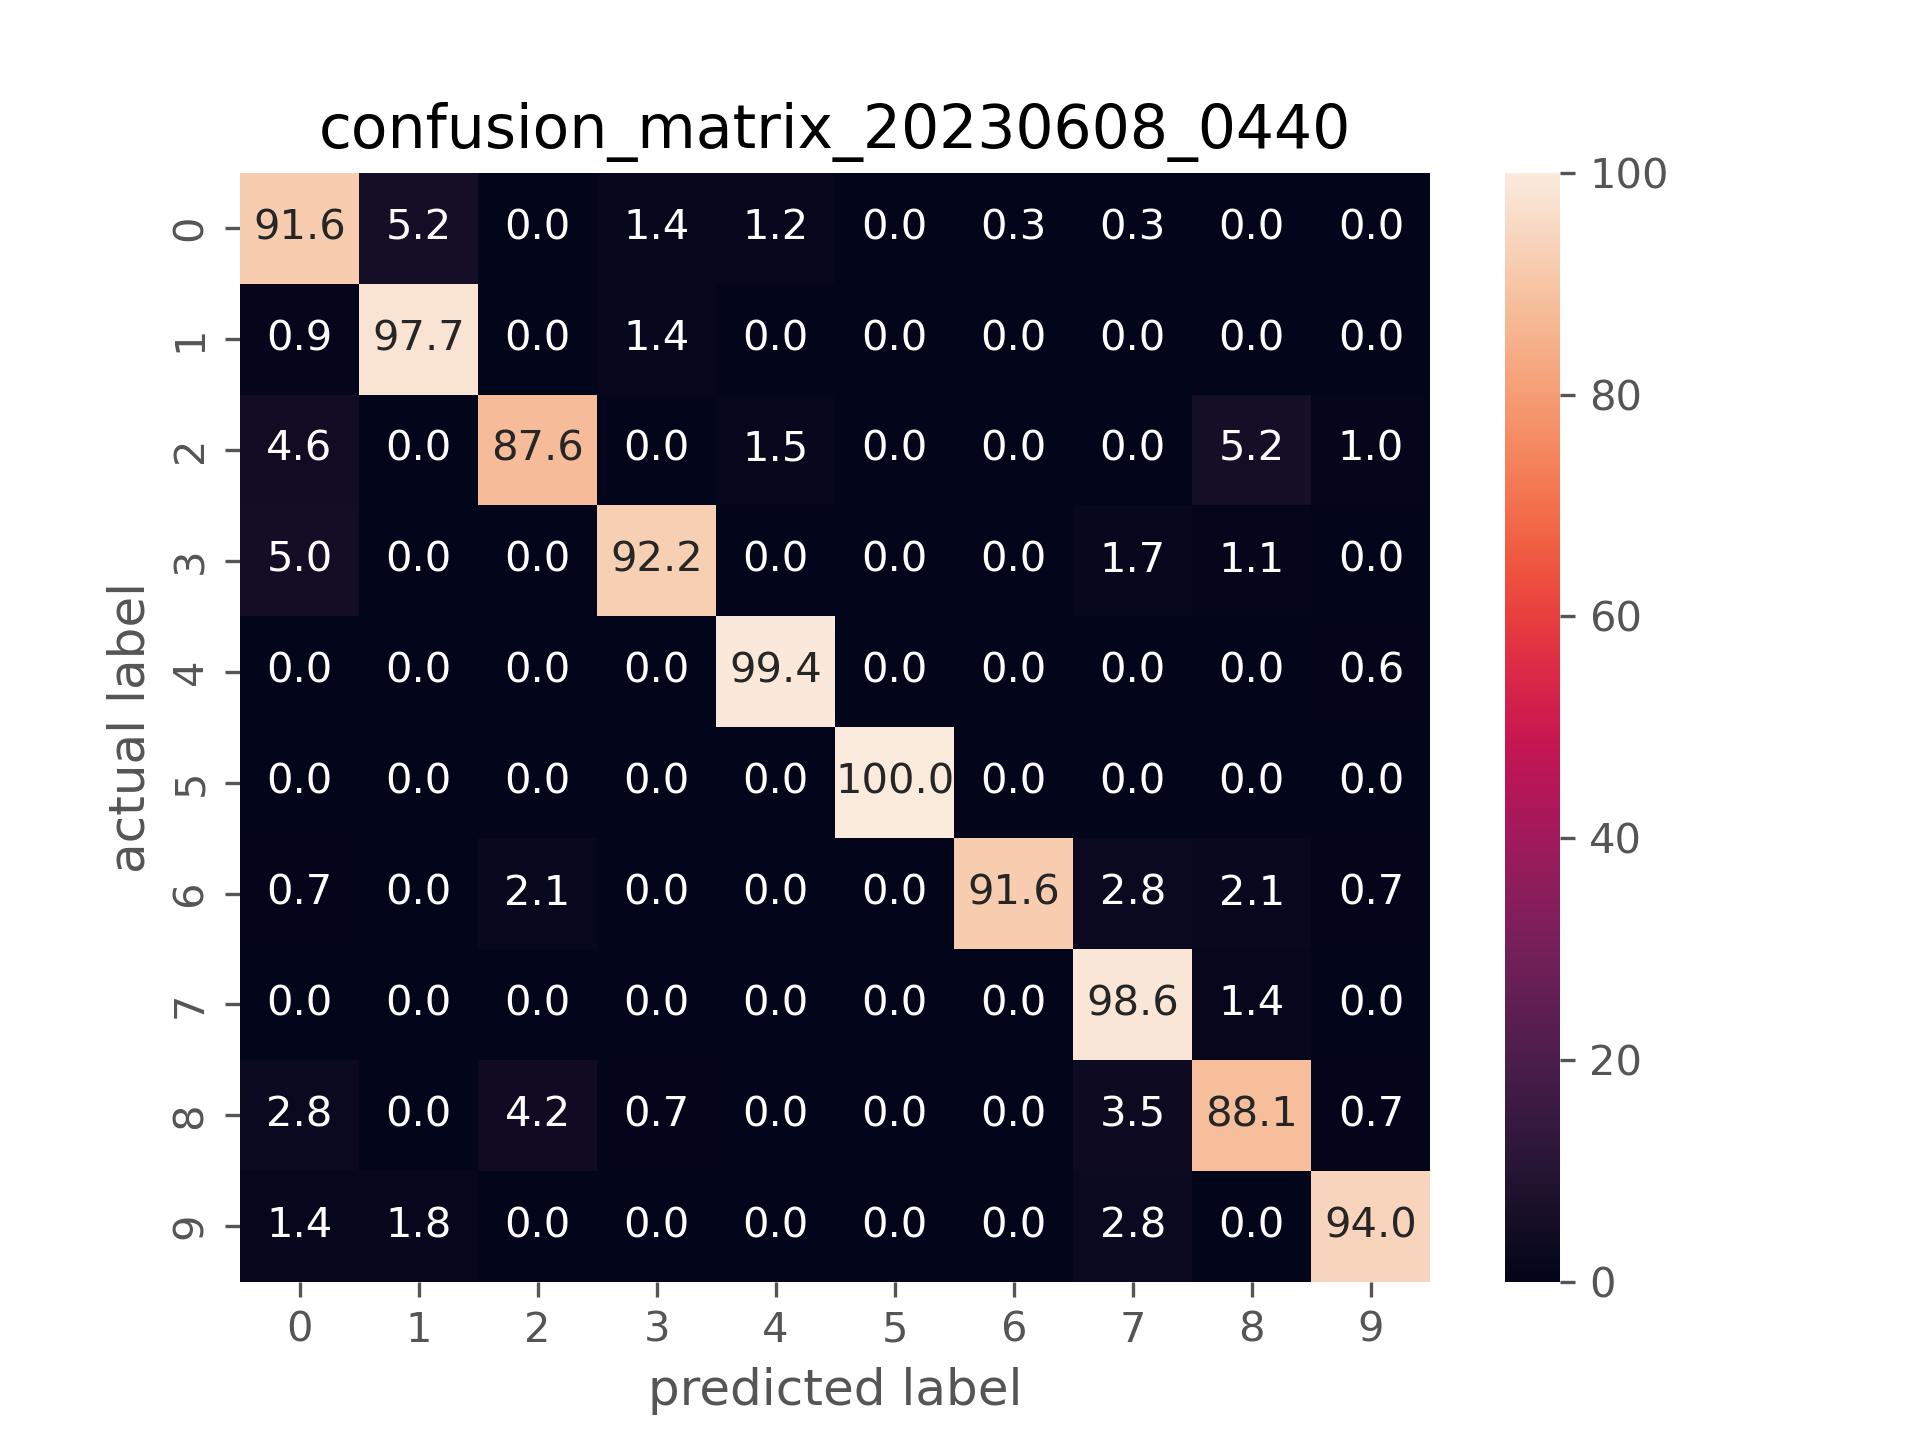 confusion_matrix_20230608_0440
0 91.6 5.2 0.0 1.4 1.2 0.0 0.3 0.3 0.0 0.0
1 0.9 97.7 0.0 1.4 0.0 0.0 0.0 0.0 0.0 0.0
2 4.6 0.0 87.6 0.0 1.5 0.0 0.0 0.0 5.2 1.0
3 5.0 0.0 0.0 92.2 0.0 0.0 0.0 1.7 1.1 0.0
4 0.0 0.0 0.0 0.0 99.4 0.0 0.0 0.0 0.0 0.6
5 0.0 0.0 0.0 0.0 0.0 100.0 0.0 0.0 0.0 0.0
6 0.7 0.0 2.1 0.0 0.0 0.0 91.6 2.8 2.1 0.7
7 0.0 0.0 0.0 0.0 0.0 0.0 0.0 98.6 1.4 0.0
8 2.8 0.0 4.2 0.7 0.0 0.0 0.0 3.5 88.1 0.7
9 1.4 1.8 0.0 0.0 0.0 0.0 0.0 2.8 0.0 94.0
0 1 2 3 4 5 6 7 8 9
predicted label
actual label
100
80
60
40
20
0